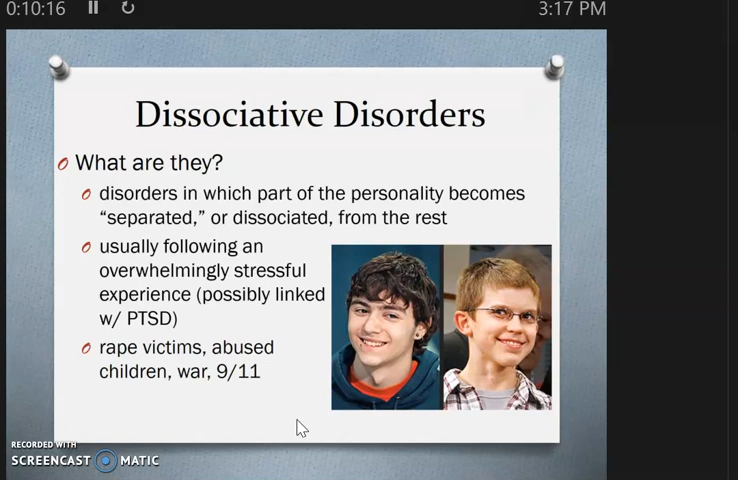 0:10:16
3:17 PM
Dissociative Disorders
What are they?
disorders in which part of the personality becomes
“separated,” or dissociated, from the rest
usually following an
overwhelmingly stressful
experience (possibly linked
w/ PTSD)
rape victims, abused
children, war, 9/11
RECORDED WITH
SCREENCAST MATIC